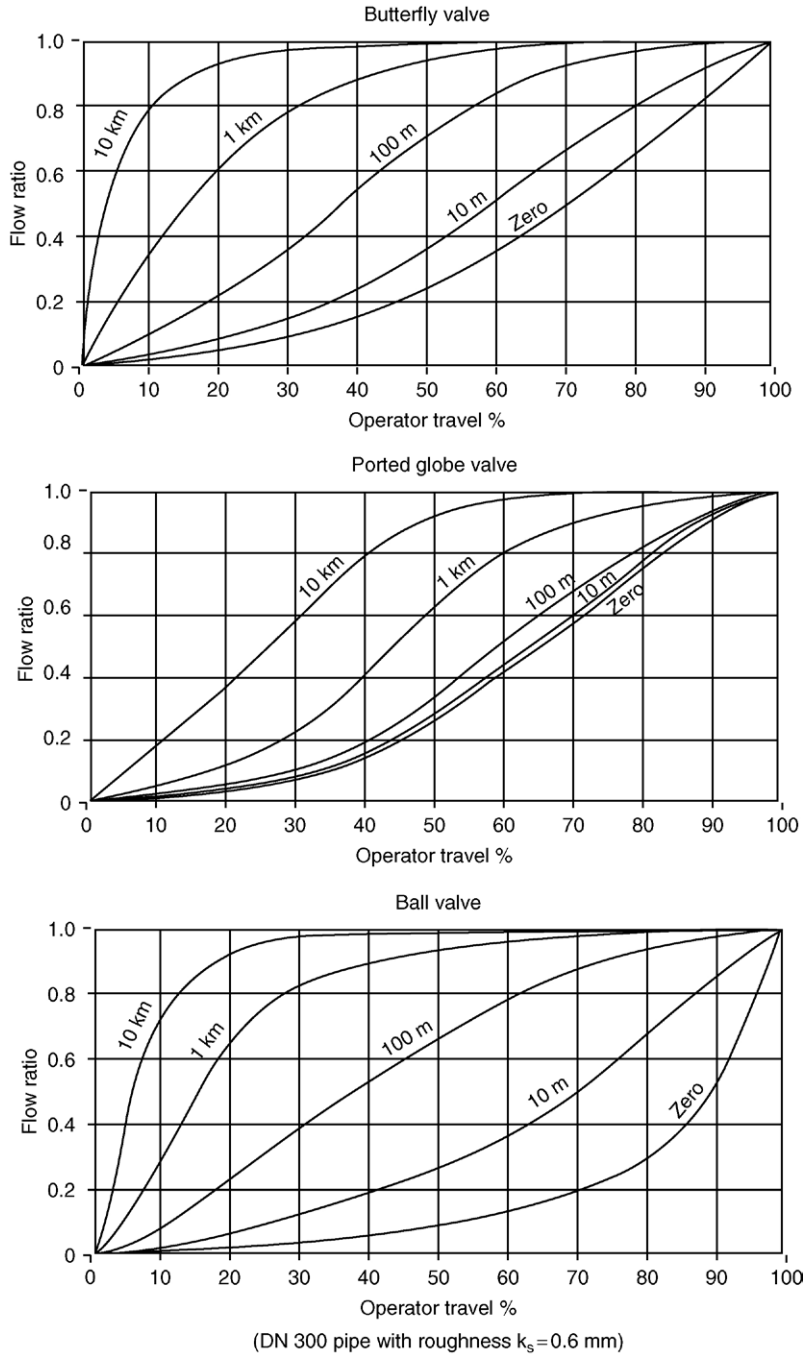 Butterfly valve
1.0
0.8
0.6
0.4
0.2
0
Flow ratio
10 km
1 km
100 m
10 m
Zero
0 10 20 30 40 50 60 70 80 90 100
Operator travel %
Ported globe valve
1.0
0.8
0.6
0.4
0.2
0
Flow ratio
10 km
1 km
100 m
10 m
Zero
0 10 20 30 40 50 60 70 80 90 100
Operator travel %
Ball valve
1.0
0.8
0.6
0.4
0.2
0
Flow ratio
10 km
1 km
100 m
10 m
Zero
0 10 20 30 40 50 60 70 80 90 100
Operator travel %
(DN 300 pipe with roughness kₛ=0.6 mm)